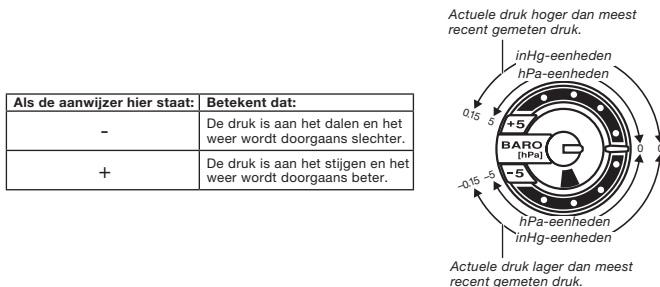 Actuele druk hoger dan meest
recent gemeten druk.
inHg-eenheden
hPa-eenheden
Als de aanwijzer hier staat: Betekent dat:
- De druk is aan het dalen en het
weer wordt doorgaans slechter.
+ De druk is aan het stijgen en het
weer wordt doorgaans beter.
0.15 5
+5
BARO
[hPa]
0 0
-5
–0.15 –5
hPa-eenheden
inHg-eenheden
Actuele druk lager dan meest
recent gemeten druk.